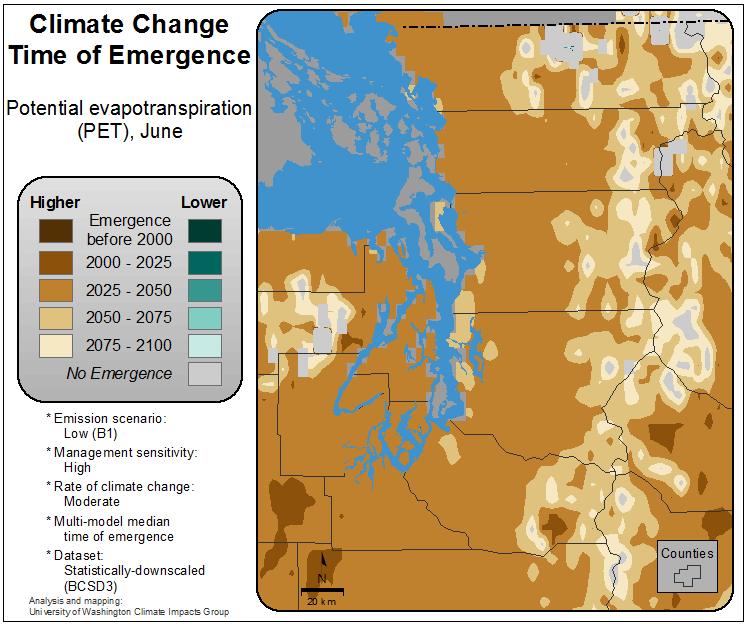 Climate Change
Time of Emergence
Potential evapotranspiration
(PET), June
Higher
Lower
Emergence
before 2000
2000 - 2025
2025 - 2050
2050 - 2075
2075 - 2100
No Emergence
* Emission scenario:
Low (B1)
* Management sensitivity:
High
* Rate of climate change:
Moderate
* Multi-model median
time of emergence
* Dataset:
Statistically-downscaled
(BCSD3)
Analysis and mapping:
University of Washington Climate Impacts Group
N
20 km
Counties